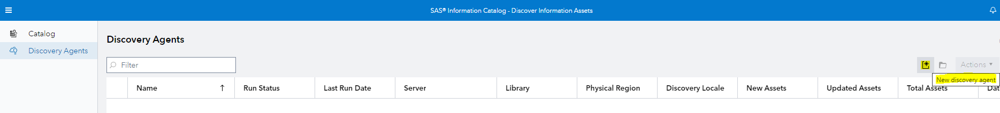 SAS® Information Catalog - Discover Information Assets
Catalog
Discovery Agents
Discovery Agents
Filter
Actions
New discovery agent
Name
Run Status
Last Run Date
Server
Library
Physical Region
Discovery Locale
New Assets
Updated Assets
Total Assets
Dat